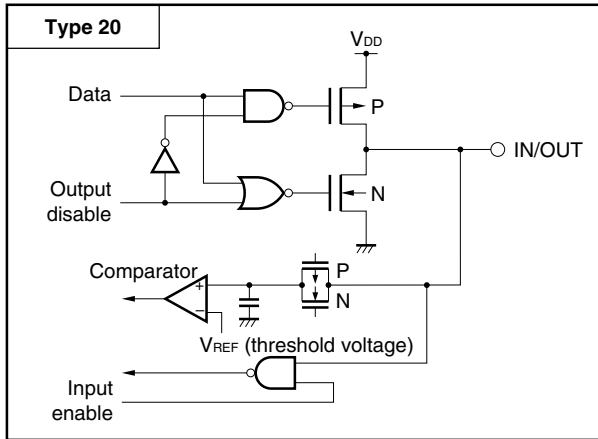 Type 20
VDD
Data
P
IN/OUT
Output
disable
N
Comparator
P
+
N
−
VREF (threshold voltage)
Input
enable